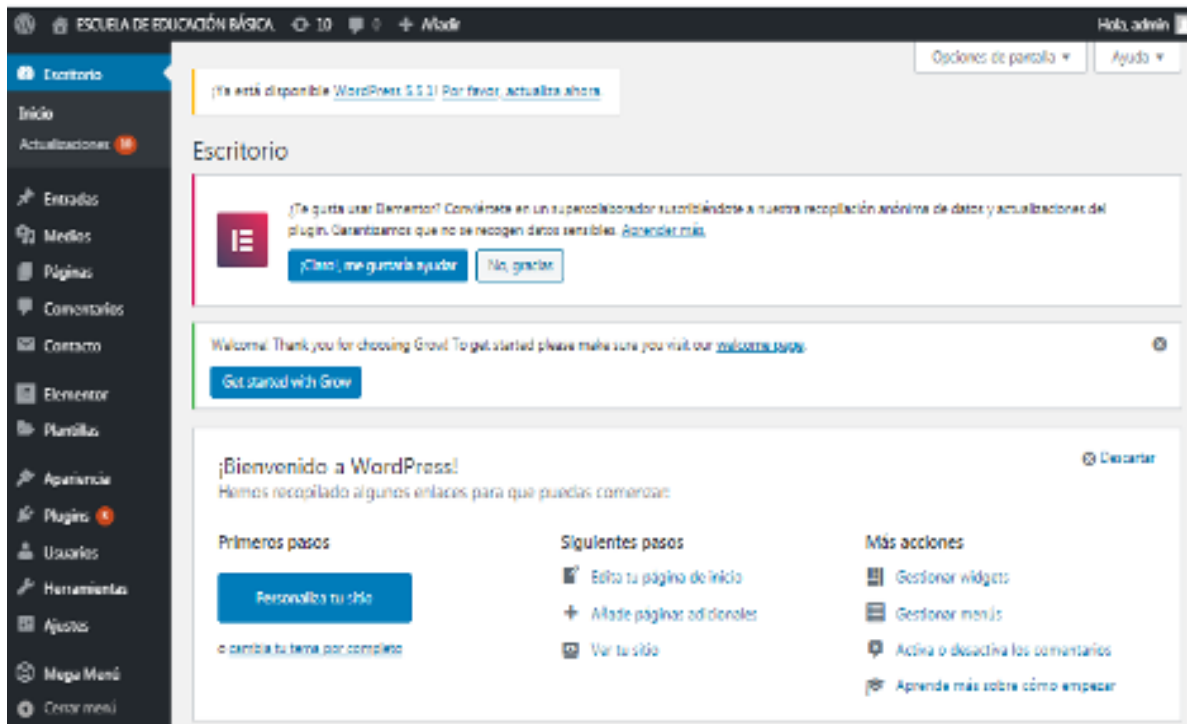 ESCUELA DE EDUCACIÓN BÁSICA 10 0 Añadir Hola, admin
Opciones de pantalla Ayuda
Escritorio
Inicio
Actualizaciones 10
Entradas
Medios
Páginas
Comentarios
Contacto
Elementor
Plantillas
Apariencia
Plugins
Usuarios
Herramientas
Ajustes
Mega Menú
Cerrar menú
¡Ya está disponible WordPress 5.5.1! Por favor, actualiza ahora.
Escritorio
¿Te gusta usar Elementor? Conviértete en un supercolaborador suscribiéndote a nuestra recopilación anónima de datos y actualizaciones del
plugin. Garantizamos que no se recogen datos sensibles. Aprender más.
¡Claro!, me gustaría ayudar No, gracias
Welcome! Thank you for choosing Grow! To get started please make sure you visit our welcome page.
Get started with Grow
¡Bienvenido a WordPress!
Descartar
Hemos recopilado algunos enlaces para que puedas comenzar:
Primeros pasos
Personaliza tu sitio
o cambia tu tema por completo
Siguientes pasos
Edita tu página de inicio
Añade páginas adicionales
Ver tu sitio
Más acciones
Gestionar widgets
Gestionar menús
Activa o desactiva los comentarios
Aprende más sobre cómo empezar